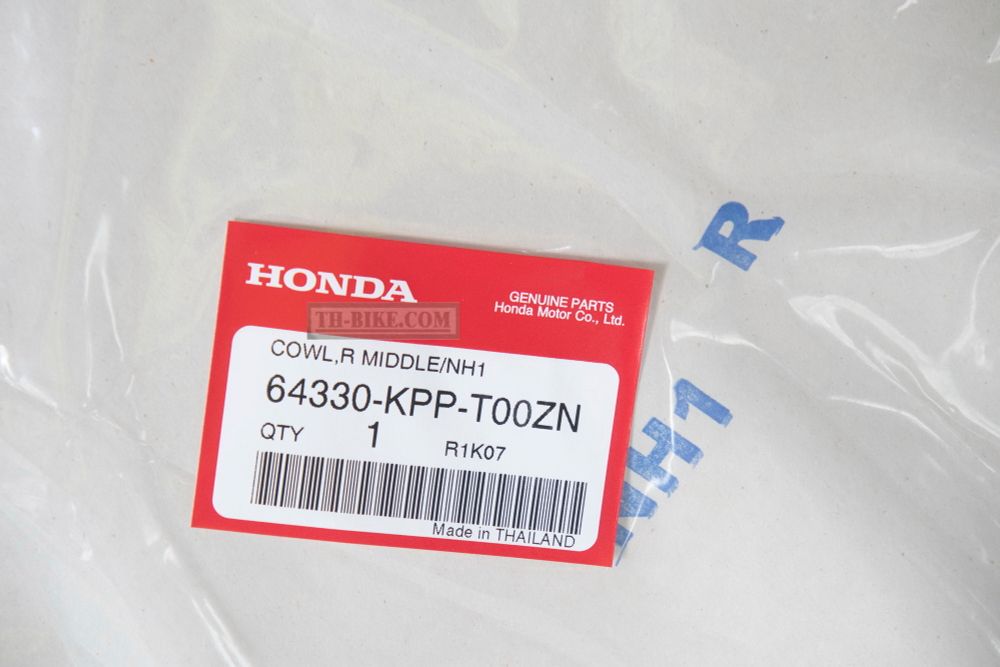 HONDA
GENUINE PARTS
Honda Motor Co., Ltd.
TH-BIKE.COM
COWL,R MIDDLE/NH1
64330-KPP-T00ZN
QTY 1 R1K07
Made in THAILAND
R
NH1